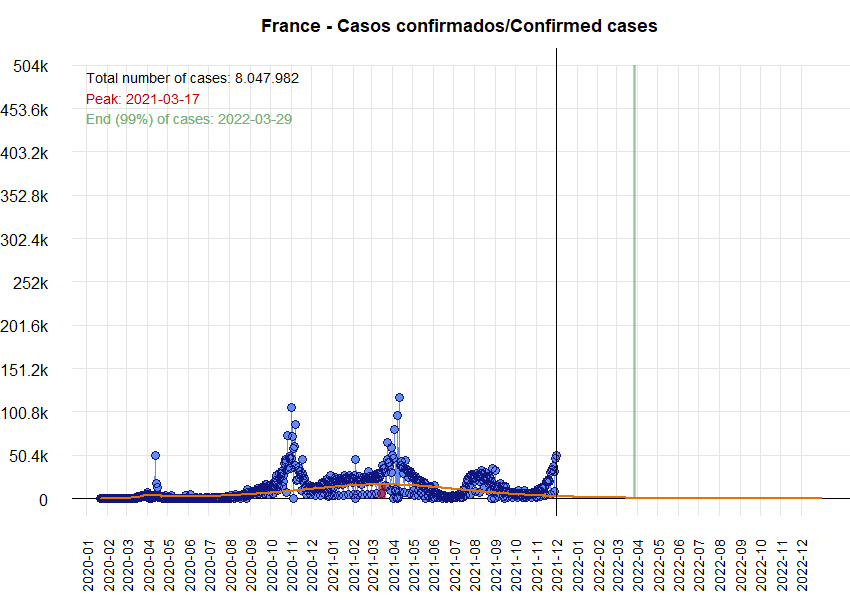 France - Casos confirmados/Confirmed cases
504k
453.6k
403.2k
352.8k
302.4k
252k
201.6k
151.2k
100.8k
50.4k
0
Total number of cases: 8.047.982
Peak: 2021-03-17
End (99%) of cases: 2022-03-29
2020-01
2020-02
2020-03
2020-04
2020-05
2020-06
2020-07
2020-08
2020-09
2020-10
2020-11
2020-12
2021-01
2021-02
2021-03
2021-04
2021-05
2021-06
2021-07
2021-08
2021-09
2021-10
2021-11
2021-12
2022-01
2022-02
2022-03
2022-04
2022-05
2022-06
2022-07
2022-08
2022-09
2022-10
2022-11
2022-12